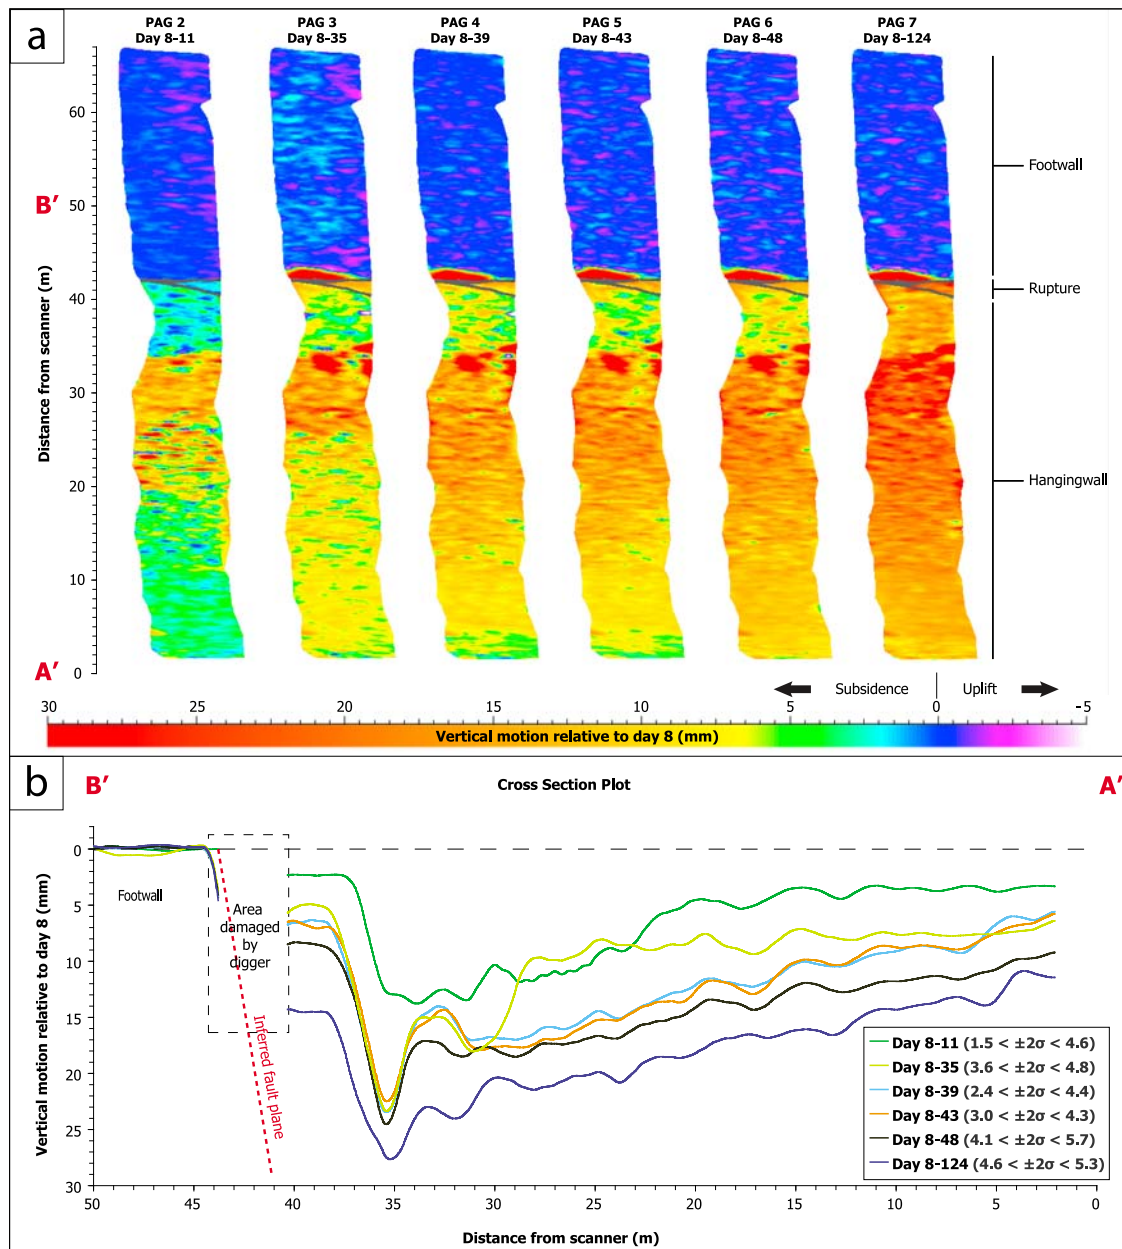 a
PAG 2
Day 8-11
PAG 3
Day 8-35
PAG 4
Day 8-39
PAG 5
Day 8-43
PAG 6
Day 8-48
PAG 7
Day 8-124
60
50
40
30
20
10
0
B′
A′
Distance from scanner (m)
Footwall
Rupture
Hangingwall
Subsidence
Uplift
30
25
20
15
10
5
0
-5
Vertical motion relative to day 8 (mm)
b
B′
Cross Section Plot
A′
0
5
10
15
20
25
30
Vertical motion relative to day 8 (mm)
Footwall
Area
damaged
by
digger
Inferred fault plane
Day 8-11 (1.5 < ±2σ < 4.6)
Day 8-35 (3.6 < ±2σ < 4.8)
Day 8-39 (2.4 < ±2σ < 4.4)
Day 8-43 (3.0 < ±2σ < 4.3)
Day 8-48 (4.1 < ±2σ < 5.7)
Day 8-124 (4.6 < ±2σ < 5.3)
50
45
40
35
30
25
20
15
10
5
0
Distance from scanner (m)